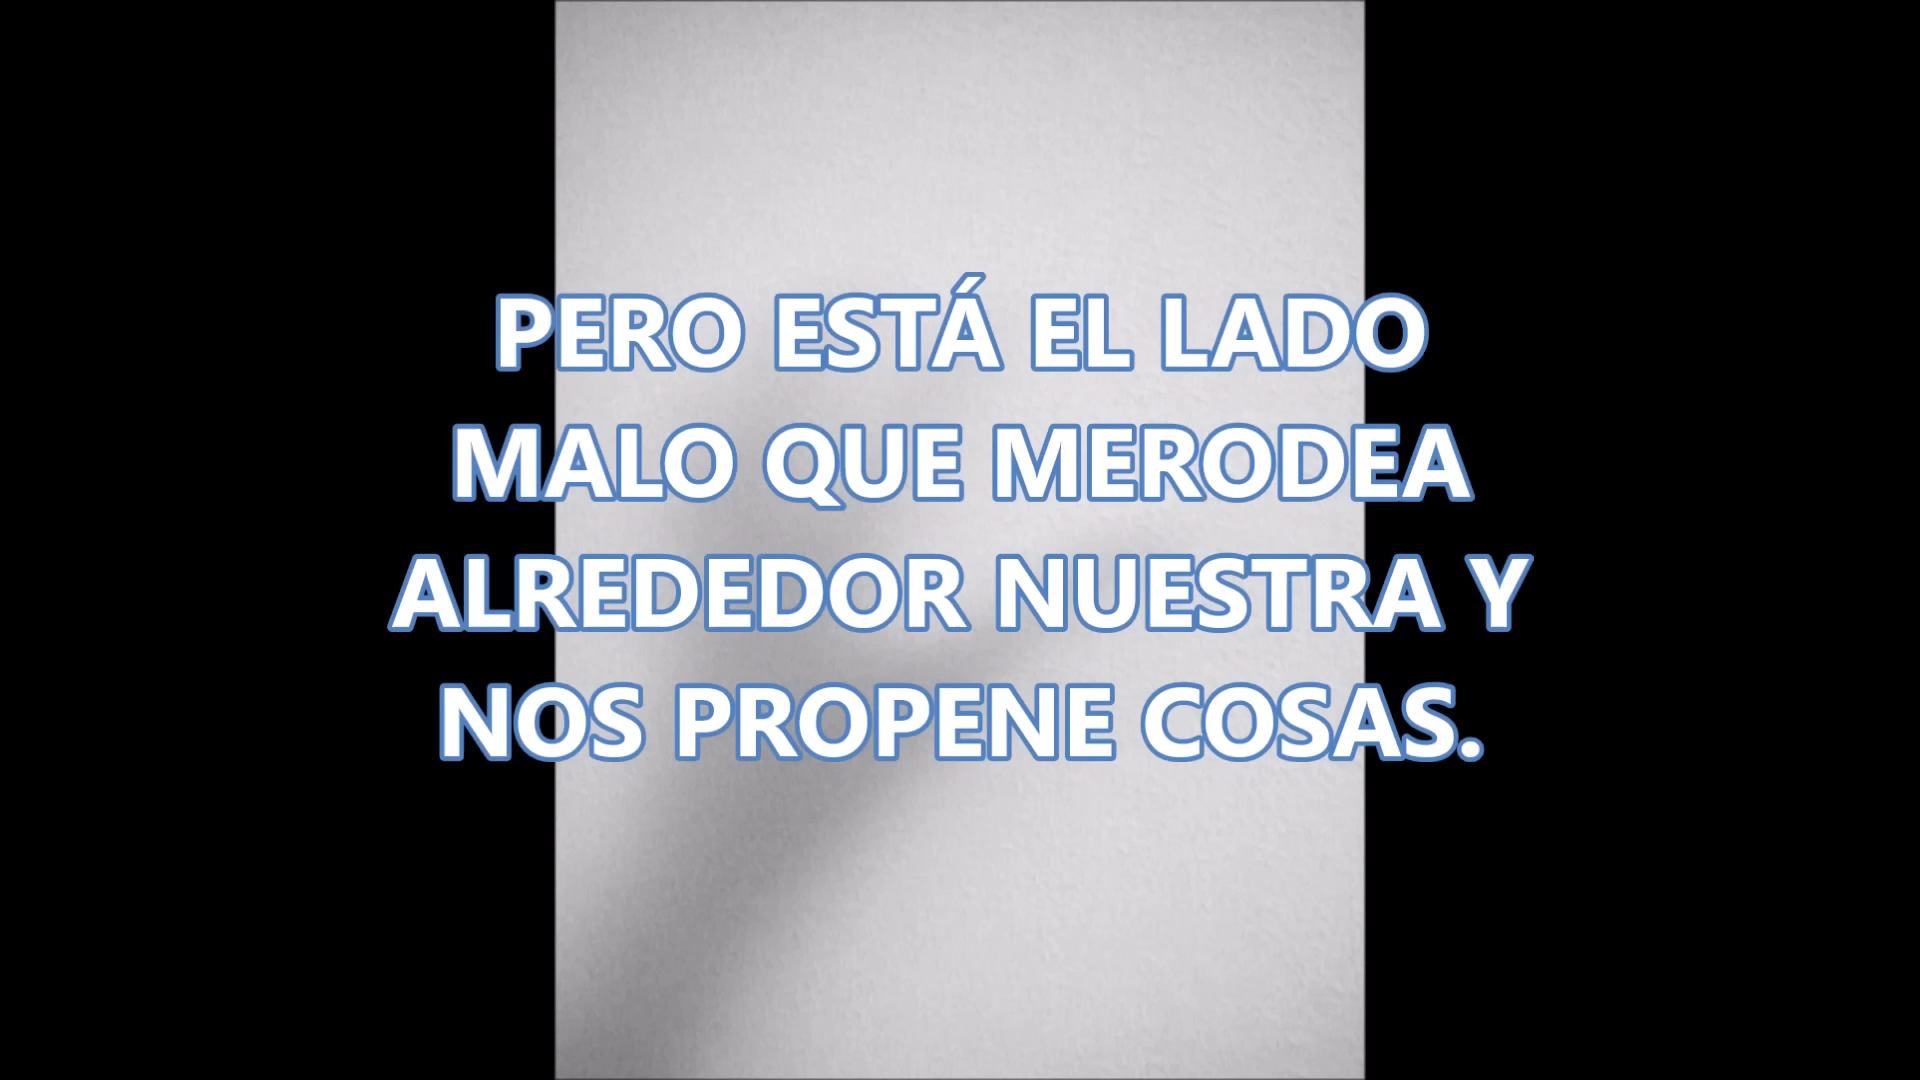 PERO ESTÁ EL LADO
MALO QUE MERODEA
ALREDEDOR NUESTRA Y
NOS PROPENE COSAS.